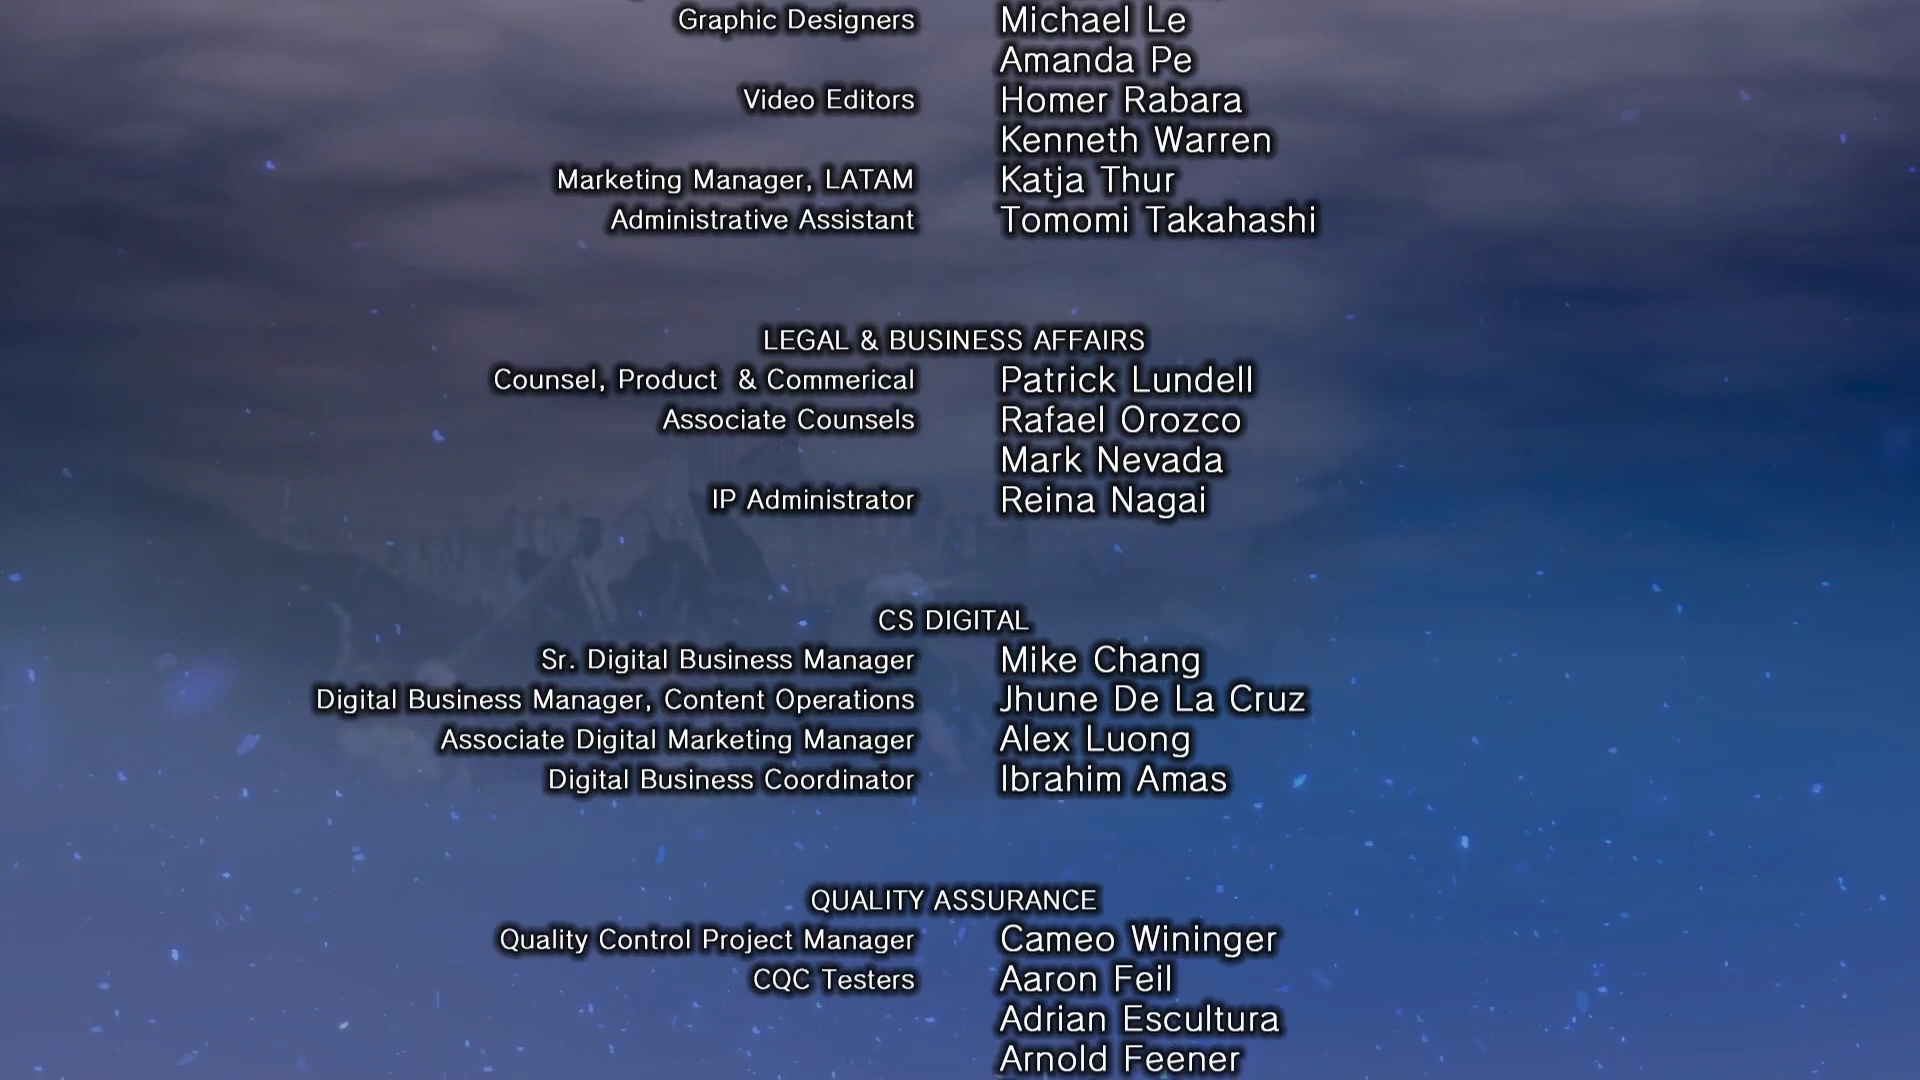 Graphic Designers Michael Le
Amanda Pe
Video Editors Homer Rabara
Kenneth Warren
Marketing Manager, LATAM Katja Thur
Administrative Assistant Tomomi Takahashi
LEGAL & BUSINESS AFFAIRS
Counsel, Product  & Commerical Patrick Lundell
Associate Counsels Rafael Orozco
Mark Nevada
IP Administrator Reina Nagai
CS DIGITAL
Sr. Digital Business Manager Mike Chang
Digital Business Manager, Content Operations Jhune De La Cruz
Associate Digital Marketing Manager Alex Luong
Digital Business Coordinator Ibrahim Amas
QUALITY ASSURANCE
Quality Control Project Manager Cameo Wininger
CQC Testers Aaron Feil
Adrian Escultura
Arnold Feener